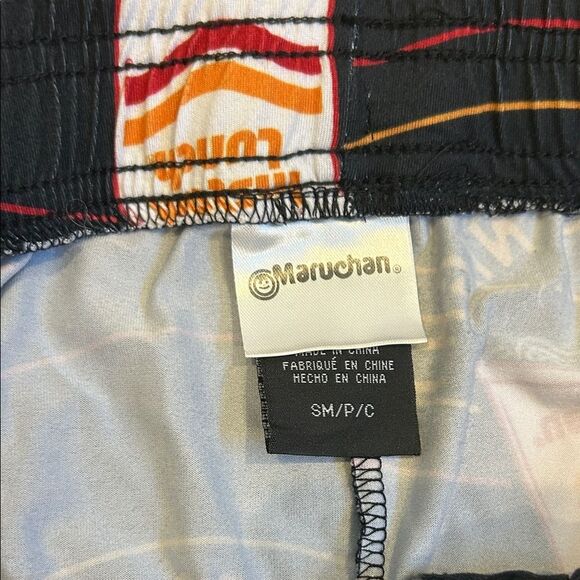 Maruchan®
MADE IN CHINA
FABRIQUÉ EN CHINE
HECHO EN CHINA
SM/P/C